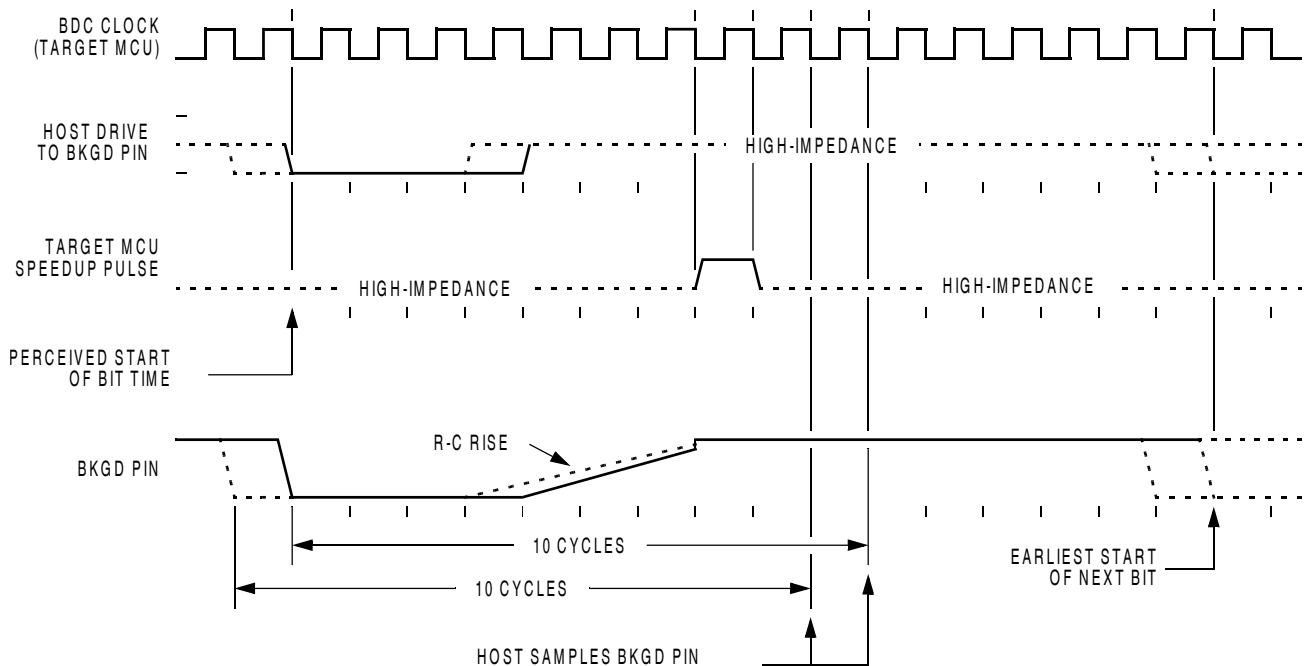 BDC CLOCK
(TARGET MCU)
HOST DRIVE
TO BKGD PIN
HIGH-IMPEDANCE
TARGET MCU
SPEEDUP PULSE
HIGH-IMPEDANCE
HIGH-IMPEDANCE
PERCEIVED START
OF BIT TIME
R-C RISE
BKGD PIN
10 CYCLES
EARLIEST START
OF NEXT BIT
10 CYCLES
HOST SAMPLES BKGD PIN